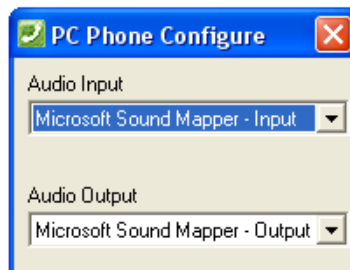 PC Phone Configure
Audio Input
Microsoft Sound Mapper - Input
Audio Output
Microsoft Sound Mapper - Output